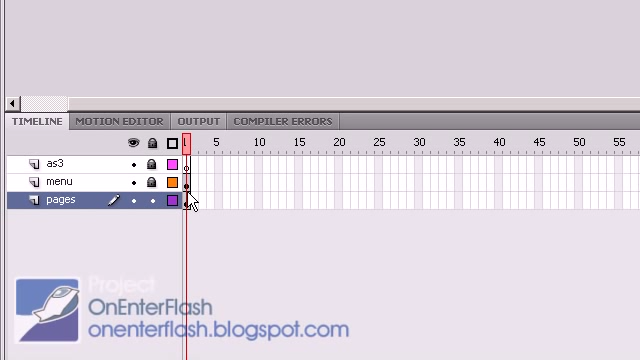 TIMELINE MOTION EDITOR OUTPUT COMPILER ERRORS
1 5 10 15 20 25 30 35 40 45 50 55
as3
menu
pages
Project
OnEnterFlash
onenterflash.blogspot.com